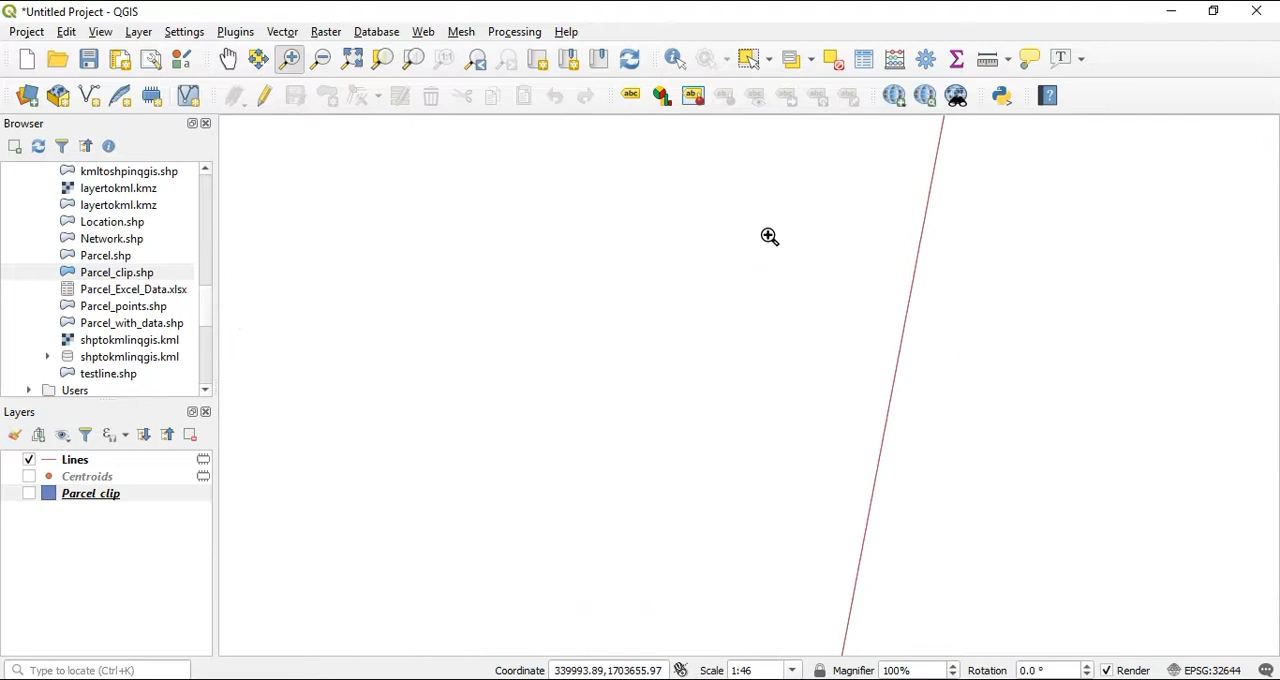 *Untitled Project - QGIS
Project Edit View Layer Settings Plugins Vector Raster Database Web Mesh Processing Help
Browser
kmltoshpinqgis.shp
layertokml.kmz
layertokml.kmz
Location.shp
Network.shp
Parcel.shp
Parcel_clip.shp
Parcel_Excel_Data.xlsx
Parcel_points.shp
Parcel_with_data.shp
shptokmlinqgis.kml
shptokmlinqgis.kml
testline.shp
Users
Layers
Lines
Centroids
Parcel clip
Type to locate (Ctrl+K)
Coordinate 339993.89,1703655.97 Scale 1:46 Magnifier 100% Rotation 0.0 ° Render EPSG:32644